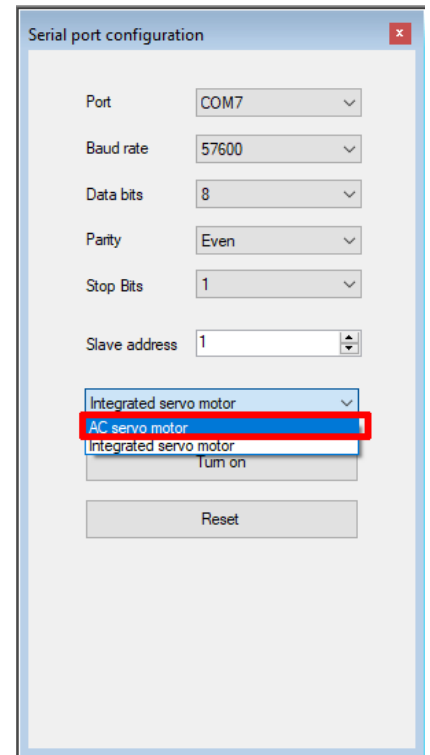 Serial port configuration
x
Port COM7
Baud rate 57600
Data bits 8
Parity Even
Stop Bits 1
Slave address 1
Integrated servo motor
AC servo motor
Integrated servo motor
Turn on
Reset